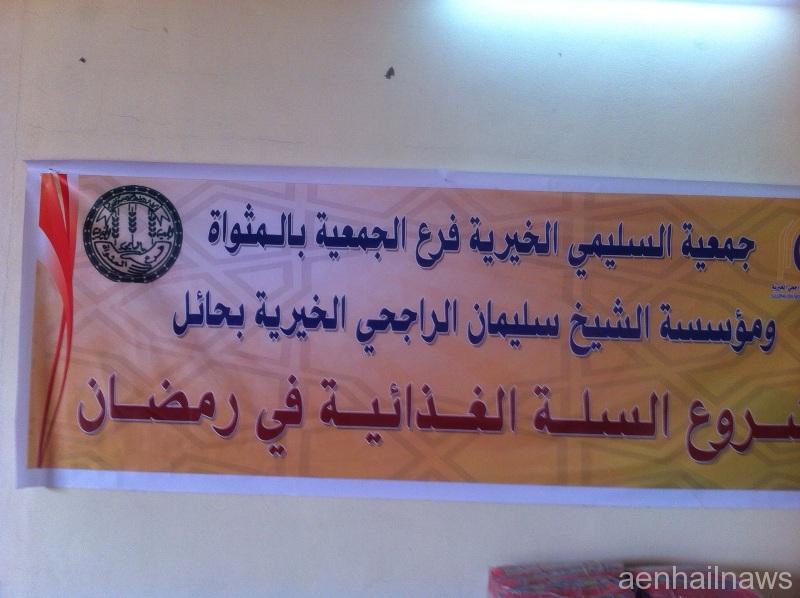 جمعية السليمي الخيرية فرع الجمعية بالمثواة
ومؤسسة الشيخ سليمان الراجحي الخيرية بحائل
السلة الغذائية في رمضان
aenhailnaws